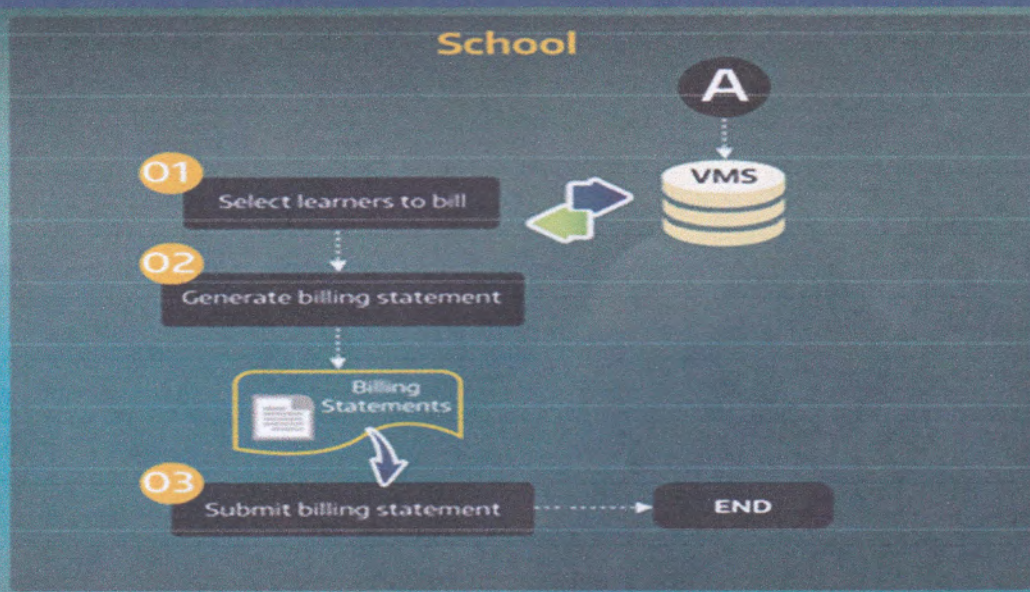 School
A
VMS
01
Select learners to bill
02
Generate billing statement
Billing
Statements
03
Submit billing statement
END